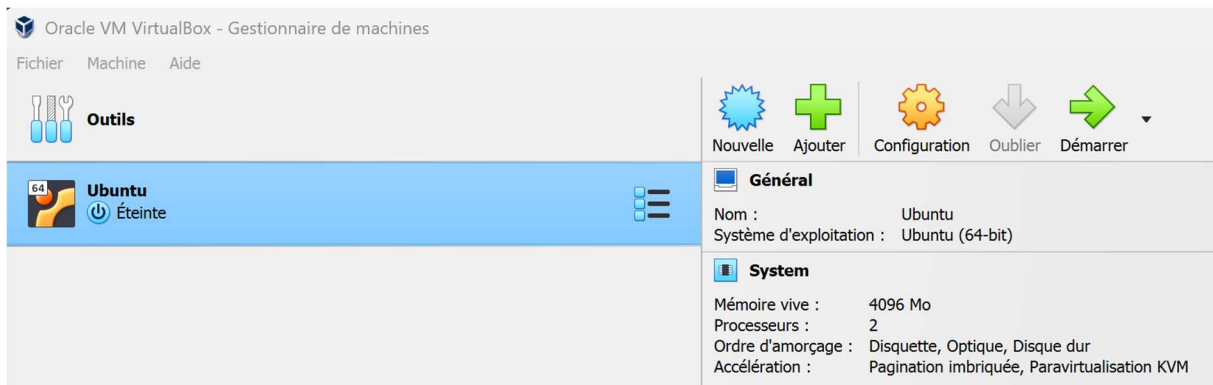 Oracle VM VirtualBox - Gestionnaire de machines
Fichier Machine Aide
Outils
Nouvelle Ajouter Configuration Oublier Démarrer
64
Ubuntu
Éteinte
Général
Nom : Ubuntu
Système d'exploitation : Ubuntu (64-bit)
System
Mémoire vive : 4096 Mo
Processeurs : 2
Ordre d'amorçage : Disquette, Optique, Disque dur
Accélération : Pagination imbriquée, Paravirtualisation KVM